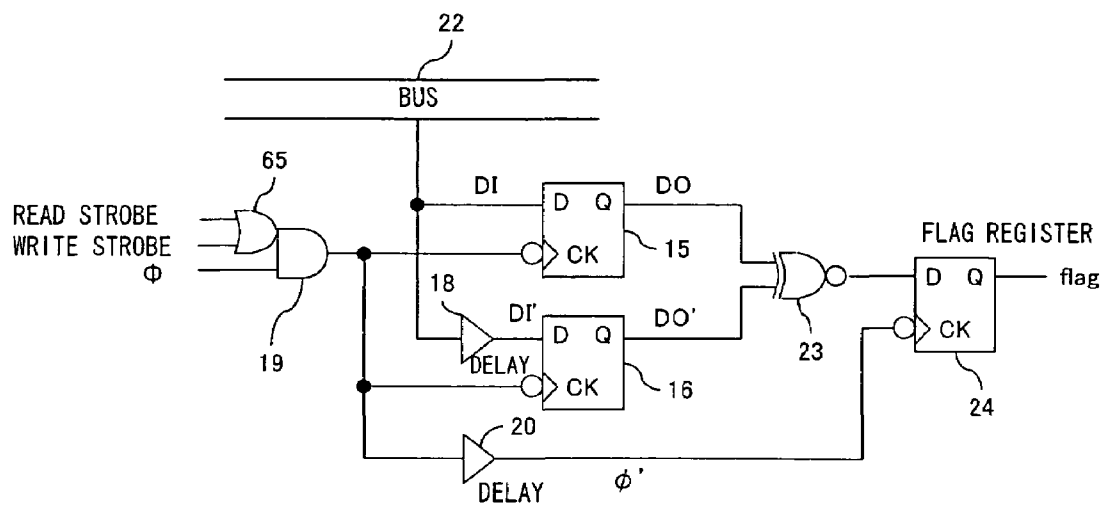 22
BUS
65
READ STROBE
WRITE STROBE
Φ
19
DI
D Q
CK
15
DO
18
DI'
DELAY
D Q
CK
16
DO'
23
FLAG REGISTER
D Q
CK
flag
24
20
DELAY
φ'